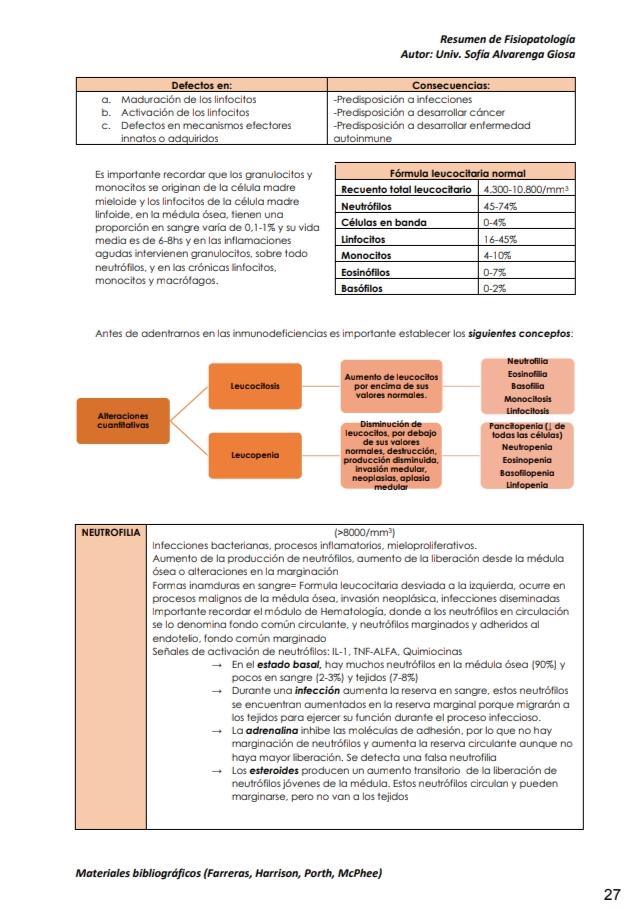 Resumen de Fisiopatología
Autor: Univ. Sofía Alvarenga Giosa
Defectos en:
Consecuencias:
a. Maduración de los linfocitos
b. Activación de los linfocitos
c. Defectos en mecanismos efectores
innatos o adquiridos
-Predisposición a infecciones
-Predisposición a desarrollar cáncer
-Predisposición a desarrollar enfermedad
autoinmune
Es importante recordar que los granulocitos y
monocitos se originan de la célula madre
mieloide y los linfocitos de la célula madre
linfoide, en la médula ósea, tienen una
proporción en sangre varía de 0,1-1% y su vida
media es de 6-8hs y en las inflamaciones
agudas intervienen granulocitos, sobre todo
neutrófilos, y en las crónicas linfocitos,
monocitos y macrófagos.
Fórmula leucocitaria normal
Recuento total leucocitario 4.300-10.800/mm³
Neutrófilos 45-74%
Células en banda 0-4%
Linfocitos 16-45%
Monocitos 4-10%
Eosinófilos 0-7%
Basófilos 0-2%
Antes de adentrarnos en las inmunodeficiencias es importante establecer los siguientes conceptos:
Alteraciones
cuantitativas
Leucocitosis
Aumento de leucocitos
por encima de sus
valores normales.
Neutrofilia
Eosinofilia
Basofilia
Monocitosis
Linfocitosis
Leucopenia
Disminución de
leucocitos, por debajo
de sus valores
normales, destrucción,
producción disminuida,
invasión medular,
neoplasias, aplasia
medular
Pancitopenia (↓ de
todas las células)
Neutropenia
Eosinopenia
Basofilopenia
Linfopenia
NEUTROFILIA
(>8000/mm³)
Infecciones bacterianas, procesos inflamatorios, mieloproliferativos.
Aumento de la producción de neutrófilos, aumento de la liberación desde la médula
ósea o alteraciones en la marginación
Formas inamduras en sangre= Formula leucocitaria desviada a la izquierda, ocurre en
procesos malignos de la médula ósea, invasión neoplásica, infecciones diseminadas
Importante recordar el módulo de Hematología, donde a los neutrófilos en circulación
se lo denomina fondo común circulante, y neutrófilos marginados y adheridos al
endotelio, fondo común marginado
Señales de activación de neutrófilos: IL-1, TNF-ALFA, Quimiocinas
→ En el estado basal, hay muchos neutrófilos en la médula ósea (90%) y
pocos en sangre (2-3%) y tejidos (7-8%)
→ Durante una infección aumenta la reserva en sangre, estos neutrófilos
se encuentran aumentados en la reserva marginal porque migrarán a
los tejidos para ejercer su función durante el proceso infeccioso.
→ La adrenalina inhibe las moléculas de adhesión, por lo que no hay
marginación de neutrófilos y aumenta la reserva circulante aunque no
haya mayor liberación. Se detecta una falsa neutrofilia
→ Los esteroides producen un aumento transitorio de la liberación de
neutrófilos jóvenes de la médula. Estos neutrófilos circulan y pueden
marginarse, pero no van a los tejidos
Materiales bibliográficos (Farreras, Harrison, Porth, McPhee)
27